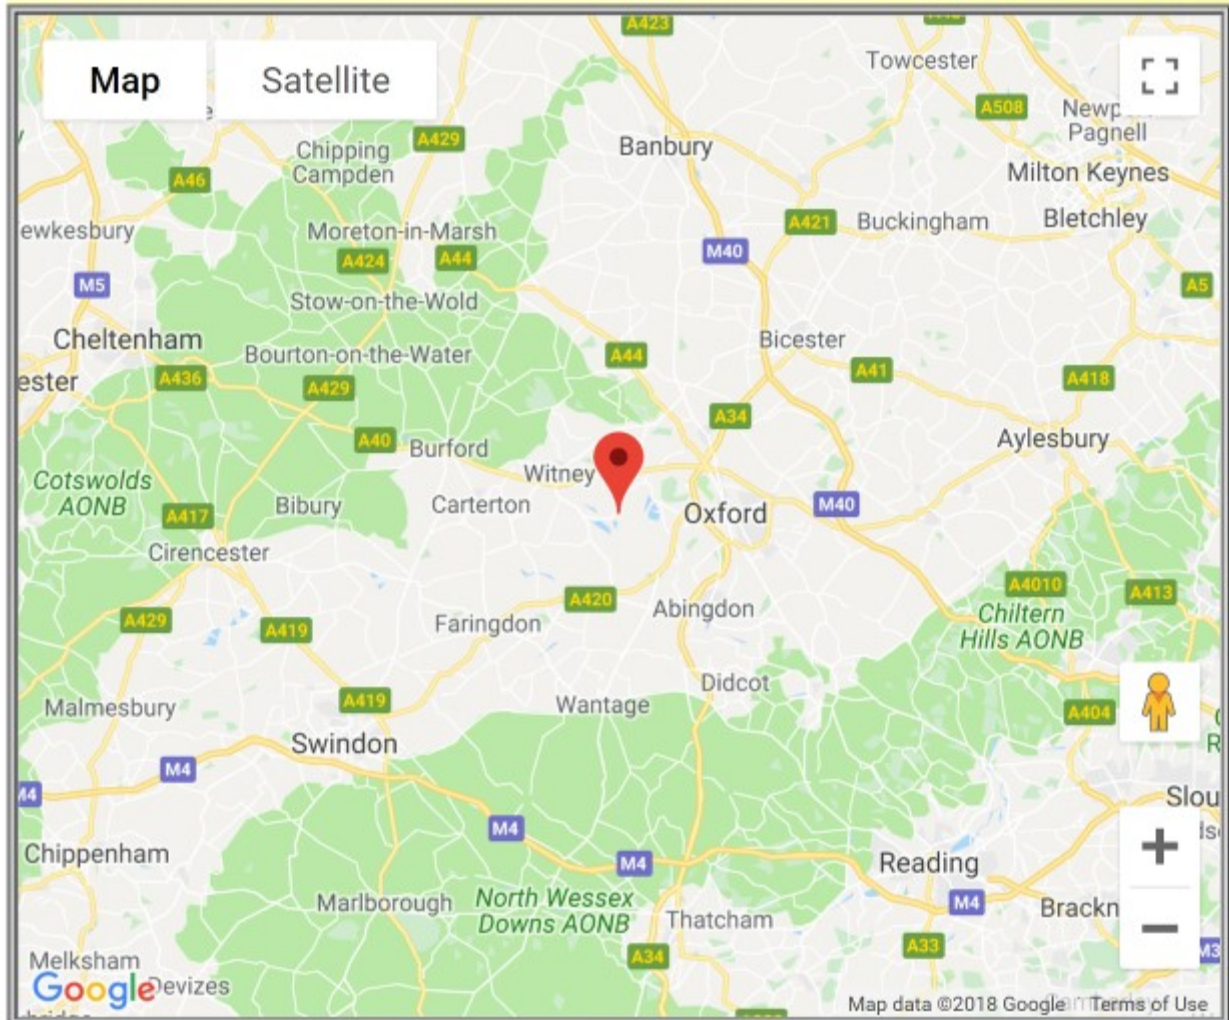 A423
A43
Towcester
Map
Satellite
A508
Newp
Pagnell
Chipping
Campden
A429
Banbury
A46
Milton Keynes
ewkesbury
Moreton-in-Marsh
A421
Buckingham
Bletchley
A424
A44
M40
M5
Stow-on-the-Wold
A5
Cheltenham
Bourton-on-the-Water
A44
Bicester
ester
A436
A429
A41
A418
A34
A40
Burford
Aylesbury
Witney
Cotswolds
AONB
Bibury
Carterton
Oxford
M40
A417
Cirencester
A4010
A413
A420
Abingdon
Chiltern
Hills AONB
A429
A419
Faringdon
Didcot
Malmesbury
A419
Wantage
A404
R
Swindon
M4
M4
Slou
M4
Chippenham
M4
Reading
Marlborough
North Wessex
Downs AONB
Thatcham
M4
Brackn
A34
A33
M3
Melksham
Google
Devizes
Map data ©2018 Google
Terms of Use